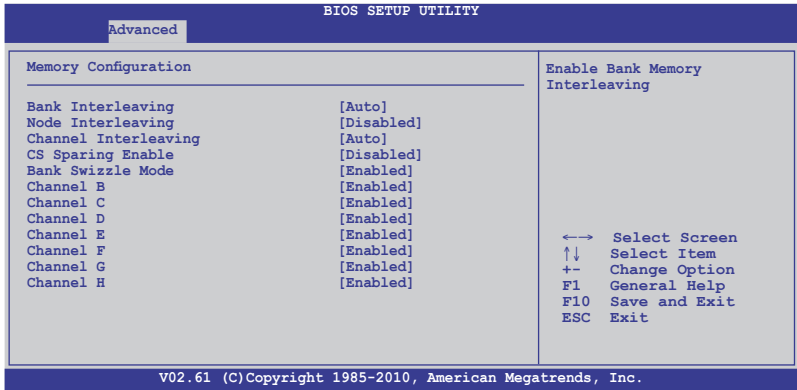 BIOS SETUP UTILITY
Advanced
Memory Configuration
Bank Interleaving [Auto]
Node Interleaving [Disabled]
Channel Interleaving [Auto]
CS Sparing Enable [Disabled]
Bank Swizzle Mode [Enabled]
Channel B [Enabled]
Channel C [Enabled]
Channel D [Enabled]
Channel E [Enabled]
Channel F [Enabled]
Channel G [Enabled]
Channel H [Enabled]
Enable Bank Memory
Interleaving
←→ Select Screen
↑↓ Select Item
+- Change Option
F1 General Help
F10 Save and Exit
ESC Exit
V02.61 (C)Copyright 1985-2010, American Megatrends, Inc.